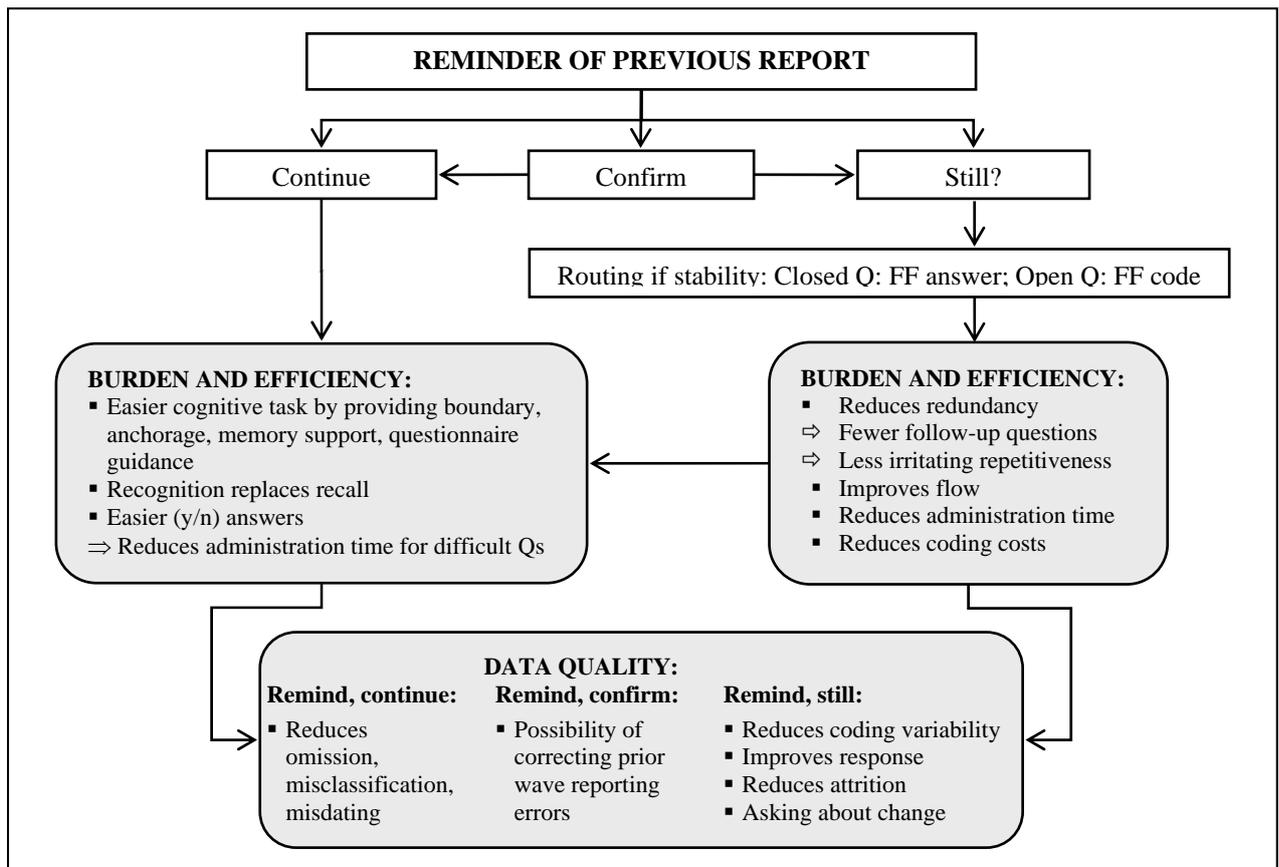 REMINDER OF PREVIOUS REPORT
Continue
Confirm
Still?
Routing if stability: Closed Q: FF answer; Open Q: FF code
BURDEN AND EFFICIENCY:
▪ Easier cognitive task by providing boundary,
anchorage, memory support, questionnaire
guidance
▪ Recognition replaces recall
▪ Easier (y/n) answers
⇒ Reduces administration time for difficult Qs
BURDEN AND EFFICIENCY:
▪ Reduces redundancy
⇨ Fewer follow-up questions
⇨ Less irritating repetitiveness
▪ Improves flow
▪ Reduces administration time
▪ Reduces coding costs
DATA QUALITY:
Remind, continue:
▪ Reduces
omission,
misclassification,
misdating
Remind, confirm:
▪ Possibility of
correcting prior
wave reporting
errors
Remind, still:
▪ Reduces coding variability
▪ Improves response
▪ Reduces attrition
▪ Asking about change